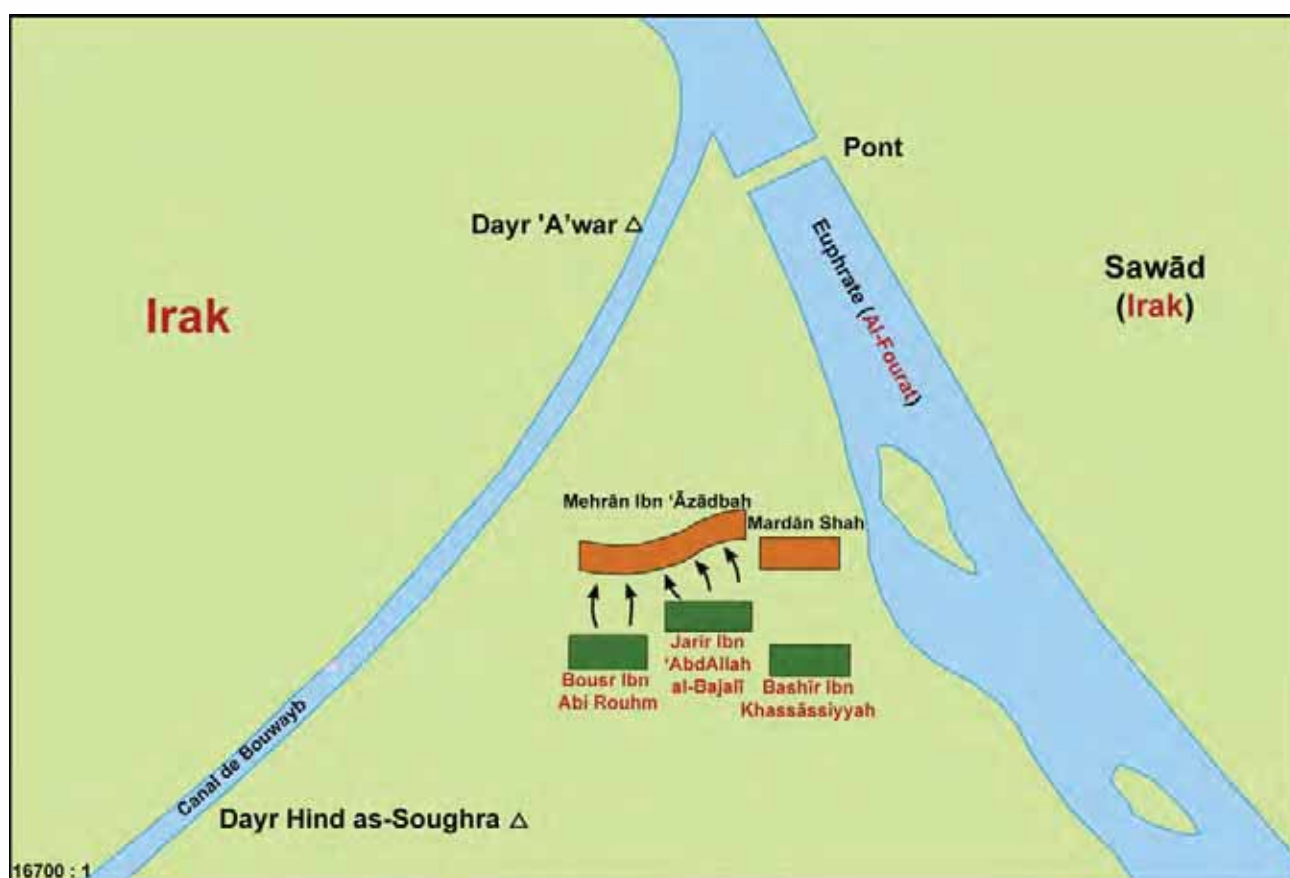 Pont
Dayr 'A'war
Euphrate (Al-Fourat)
Sawād
(Irak)
Irak
Mehrān Ibn ‘Āzādbah
Mardān Shah
Jarir Ibn
‘AbdAllah
al-Bajalī
Bousr Ibn
Abi Rouhm
Bashīr Ibn
Khassāssiyyah
Canal de Bouwayb
Dayr Hind as-Soughra
16700 : 1